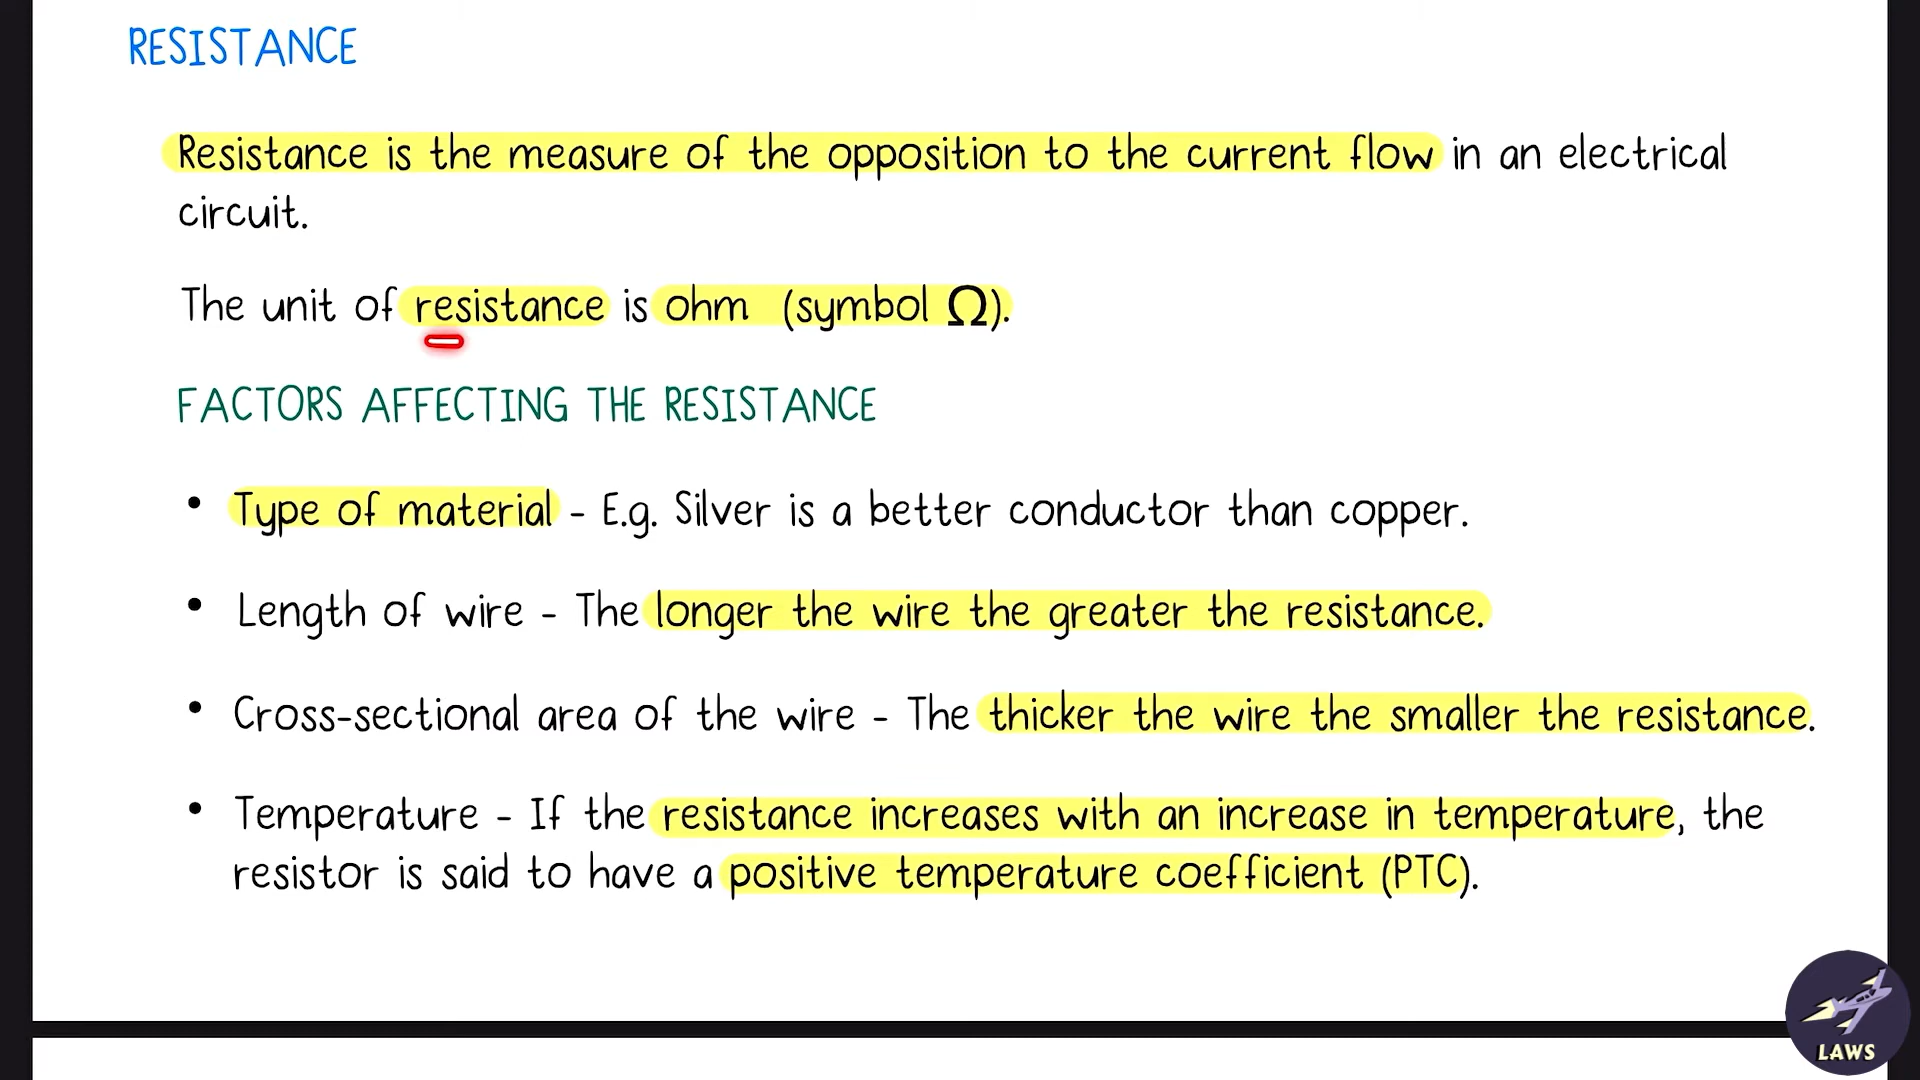 RESISTANCE
Resistance is the measure of the opposition to the current flow in an electrical
circuit.
The unit of resistance is ohm (symbol Ω).
FACTORS AFFECTING THE RESISTANCE
• Type of material - E.g. Silver is a better conductor than copper.
• Length of wire - The longer the wire the greater the resistance.
• Cross-sectional area of the wire - The thicker the wire the smaller the resistance.
• Temperature - If the resistance increases with an increase in temperature, the
resistor is said to have a positive temperature coefficient (PTC).
LAWS